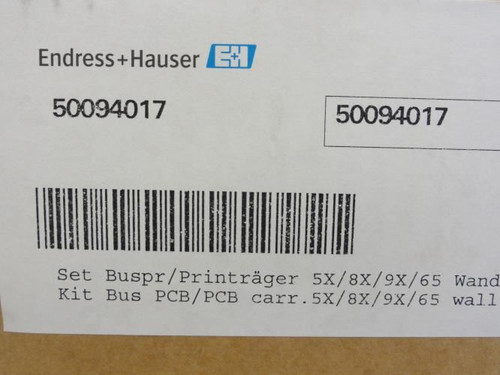 Endress+Hauser E+H
50094017
50094017
Set Buspr/Printräger 5X/8X/9X/65 Wand
Kit Bus PCB/PCB carr.5X/8X/9X/65 wall